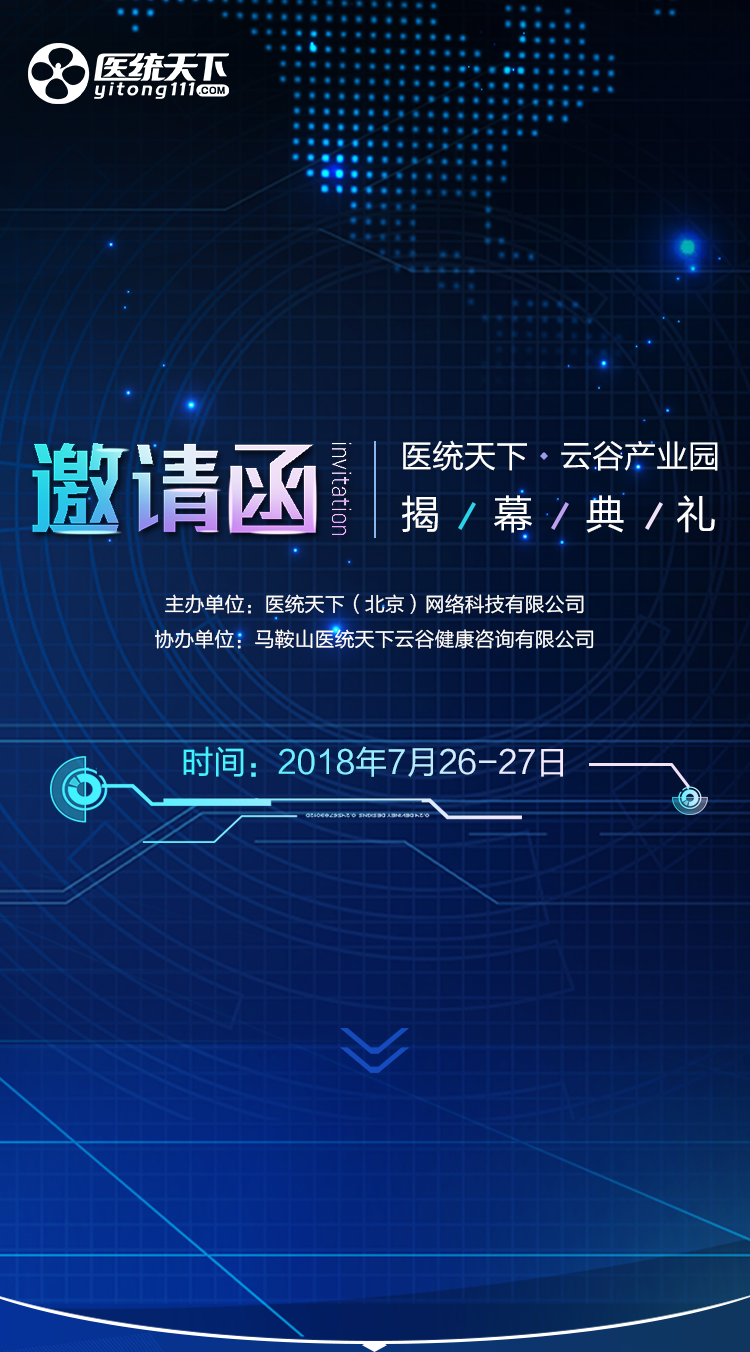 医统天下
yitong111.COM
邀请函
invitation
医统天下·云谷产业园
揭/幕/典/礼
主办单位：医统天下（北京）网络科技有限公司
协办单位：马鞍山医统天下云谷健康咨询有限公司
时间：2018年7月26-27日